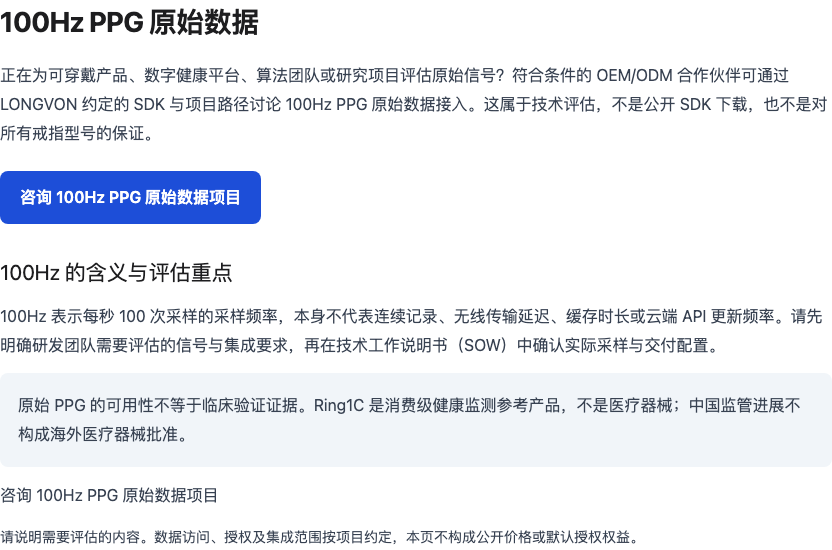 100Hz PPG 原始数据
正在为可穿戴产品、数字健康平台、算法团队或研究项目评估原始信号？符合条件的 OEM/ODM 合作伙伴可通过
LONGVON 约定的 SDK 与项目路径讨论 100Hz PPG 原始数据接入。这属于技术评估，不是公开 SDK 下载，也不是对
所有戒指型号的保证。
咨询 100Hz PPG 原始数据项目
100Hz 的含义与评估重点
100Hz 表示每秒 100 次采样的采样频率，本身不代表连续记录、无线传输延迟、缓存时长或云端 API 更新频率。请先
明确研发团队需要评估的信号与集成要求，再在技术工作说明书（SOW）中确认实际采样与交付配置。
原始 PPG 的可用性不等于临床验证证据。Ring1C 是消费级健康监测参考产品，不是医疗器械；中国监管进展不
构成海外医疗器械批准。
咨询 100Hz PPG 原始数据项目
请说明需要评估的内容。数据访问、授权及集成范围按项目约定，本页不构成公开价格或默认授权权益。